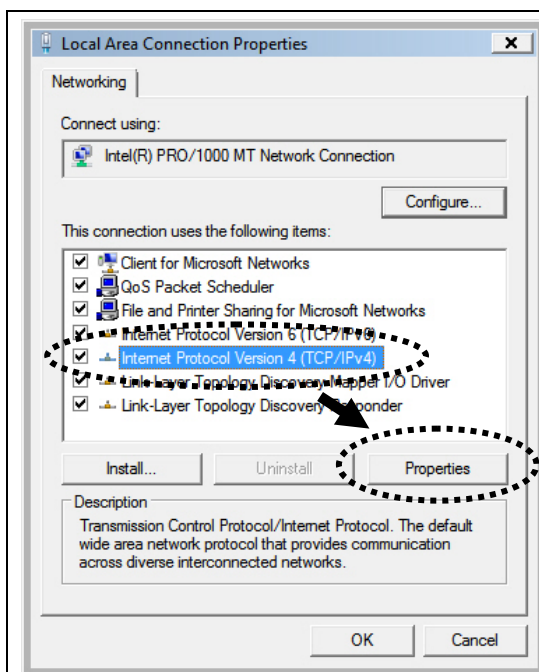 Local Area Connection Properties
Networking
Connect using:
Intel(R) PRO/1000 MT Network Connection
Configure...
This connection uses the following items:
Client for Microsoft Networks
QoS Packet Scheduler
File and Printer Sharing for Microsoft Networks
Internet Protocol Version 6 (TCP/IPv6)
Internet Protocol Version 4 (TCP/IPv4)
Link-Layer Topology Discovery Mapper I/O Driver
Link-Layer Topology Discovery Responder
Install...
Uninstall
Properties
Description
Transmission Control Protocol/Internet Protocol. The default
wide area network protocol that provides communication
across diverse interconnected networks.
OK
Cancel